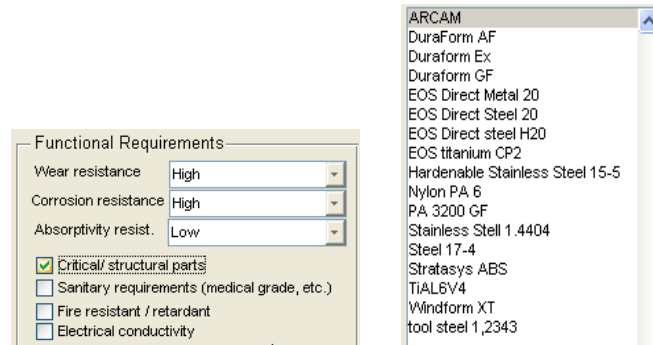 Functional Requirements
Wear resistance High
Corrosion resistance High
Absorptivity resist. Low
Critical/ structural parts
Sanitary requirements (medical grade, etc.)
Fire resistant / retardant
Electrical conductivity
ARCAM
DuraForm AF
Duraform Ex
Duraform GF
EOS Direct Metal 20
EOS Direct Steel 20
EOS Direct steel H20
EOS titanium CP2
Hardenable Stainless Steel 15-5
Nylon PA 6
PA 3200 GF
Stainless Stell 1.4404
Steel 17-4
Stratasys ABS
TiAL6V4
Windform XT
tool steel 1,2343